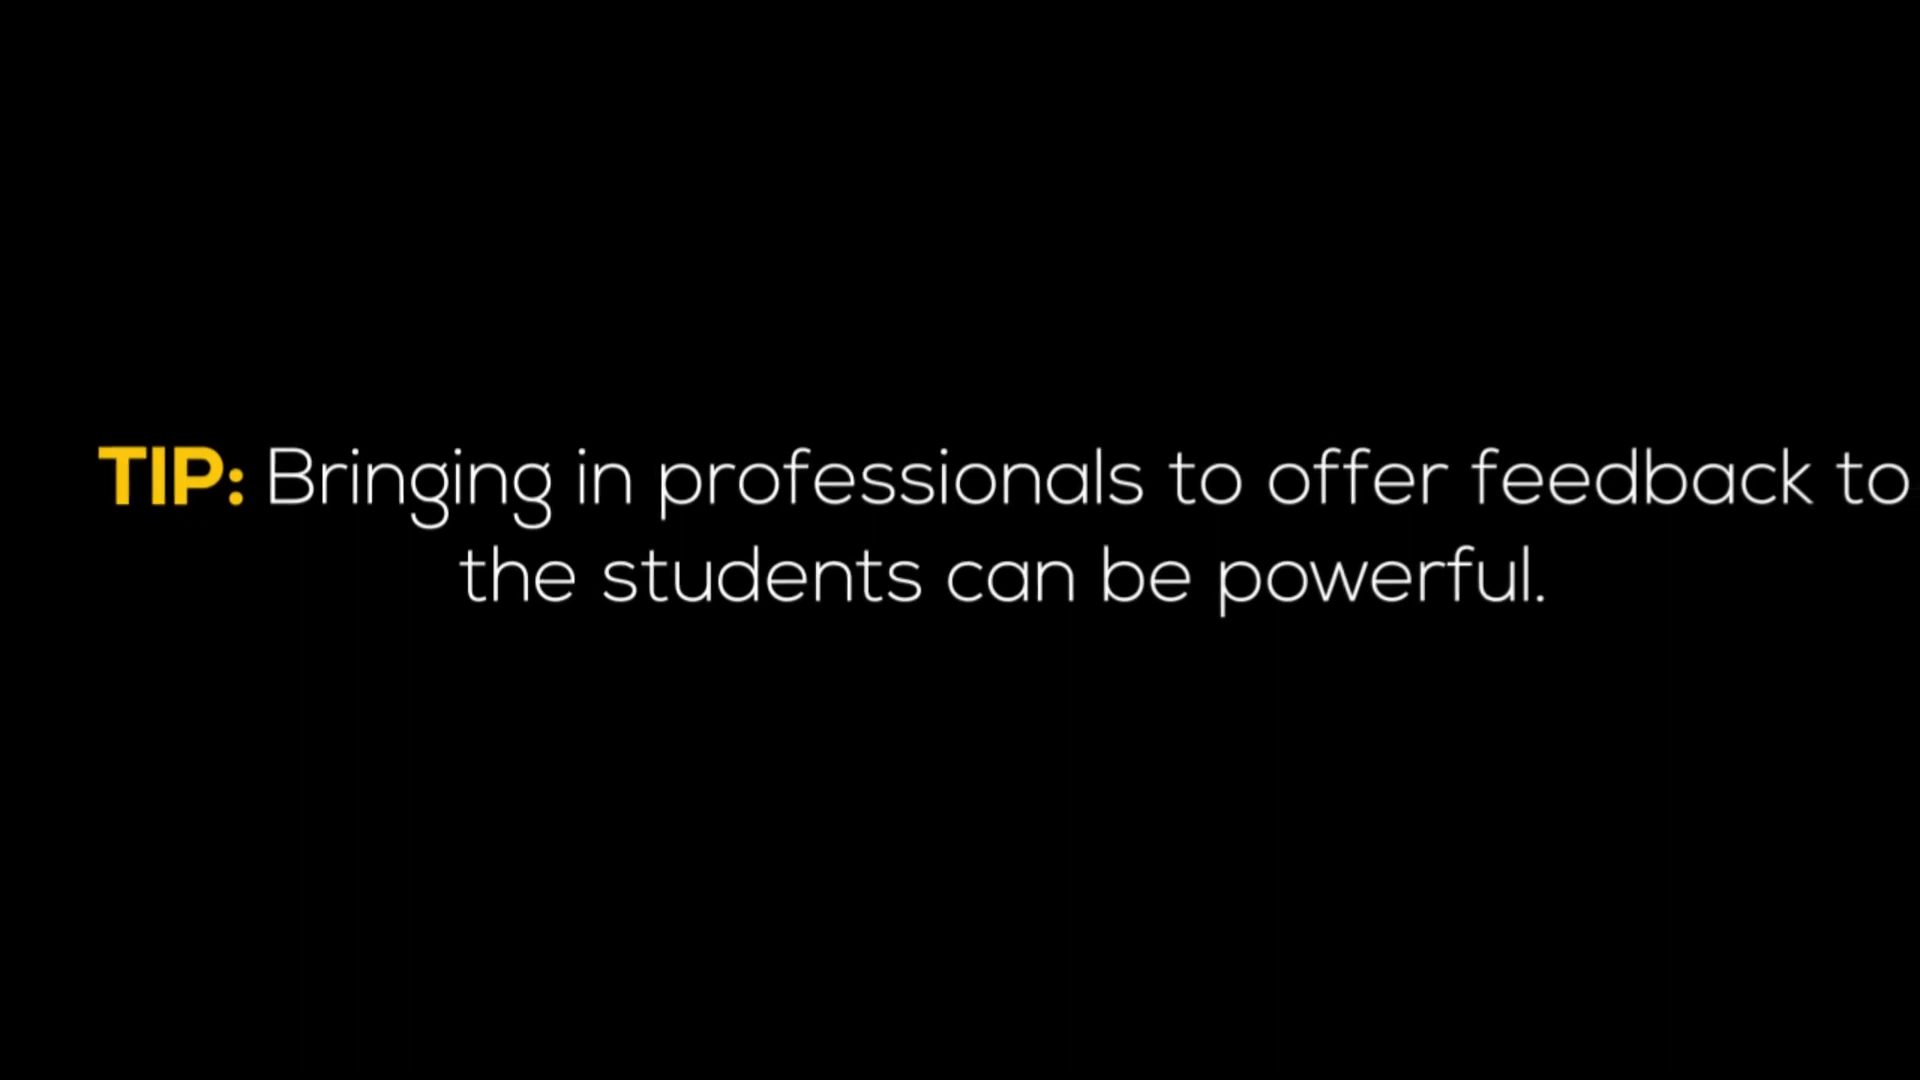 TIP: Bringing in professionals to offer feedback to
the students can be powerful.